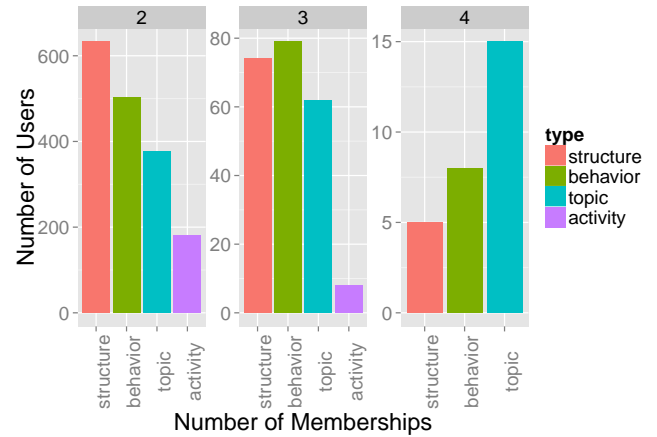 2 3 4
600
400
200
0
80
60
40
20
0
15
10
5
0
Number of Users
structure
behavior
topic
activity
structure
behavior
topic
activity
structure
behavior
topic
Number of Memberships
type
structure
behavior
topic
activity